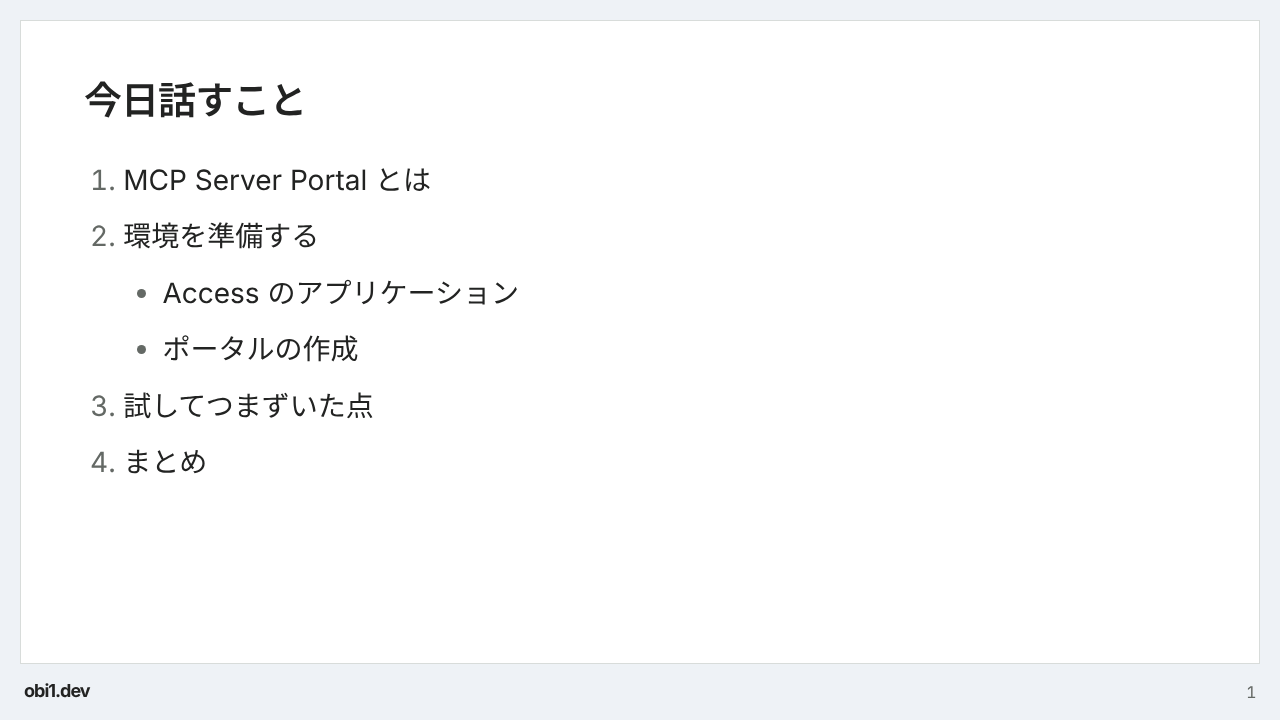 今日話すこと
1. MCP Server Portal とは
2. 環境を準備する
• Access のアプリケーション
• ポータルの作成
3. 試してつまずいた点
4. まとめ
obi1.dev
1